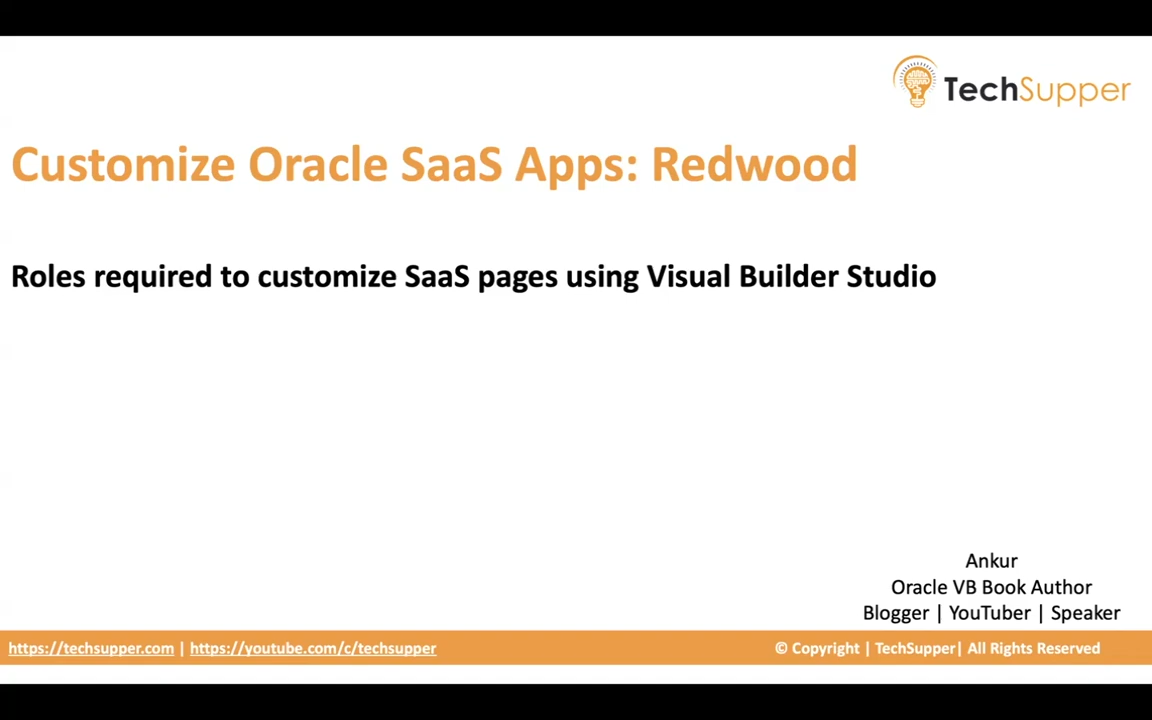 TechSupper
Customize Oracle SaaS Apps: Redwood
Roles required to customize SaaS pages using Visual Builder Studio
Ankur
Oracle VB Book Author
Blogger | YouTuber | Speaker
https://techsupper.com | https://youtube.com/c/techsupper
© Copyright | TechSupper| All Rights Reserved